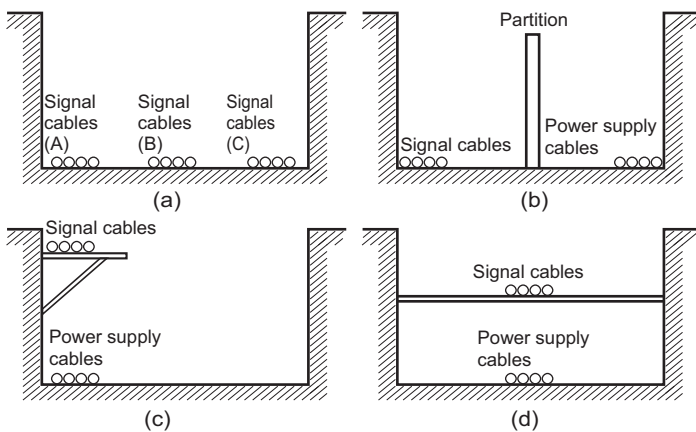 Signal
cables
(A)
Signal
cables
(B)
Signal
cables
(C)
(a)
Partition
Signal cables
Power supply
cables
(b)
Signal cables
Power supply
cables
(c)
Signal cables
Power supply
cables
(d)